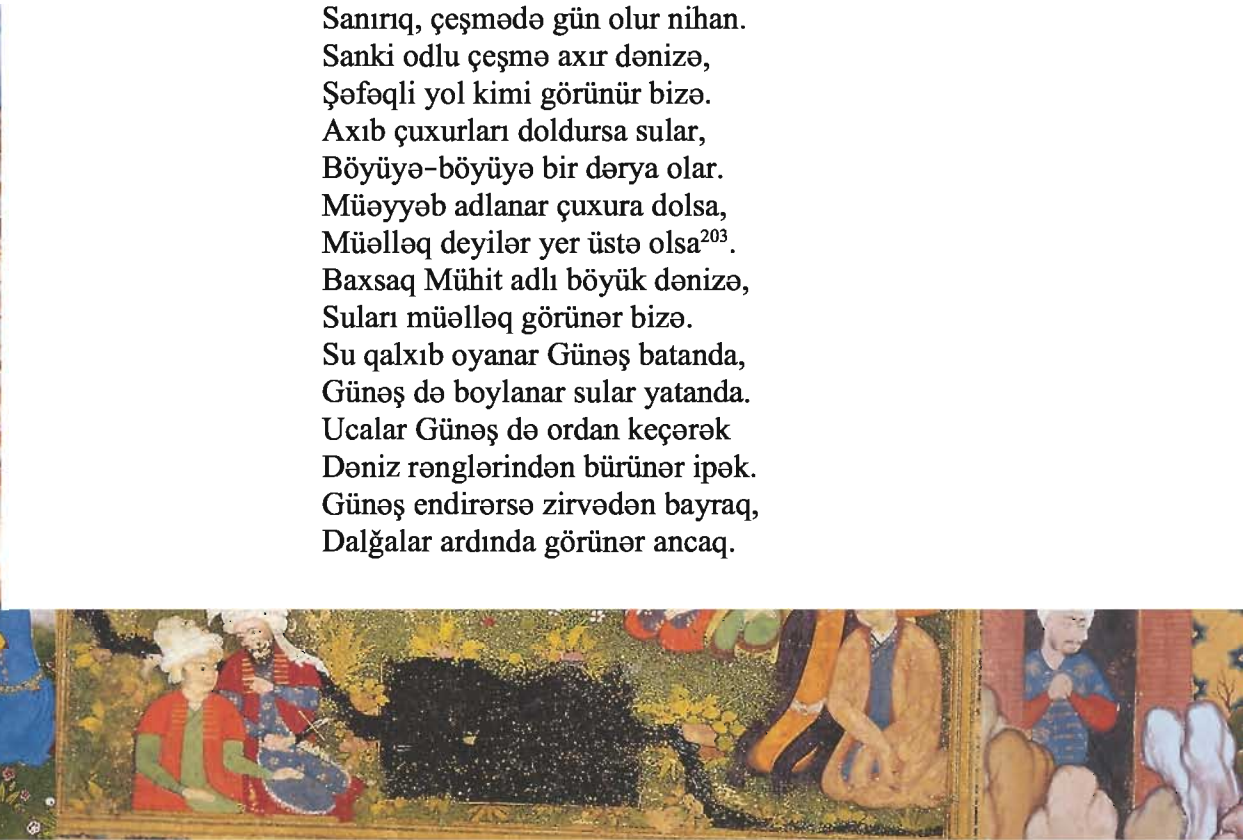 Sanırıq, çeşmədə gün olur nihan.
Sanki odlu çeşmə axır dənizə,
Şəfəqli yol kimi görünür bizə.
Axıb çuxurları doldursa sular,
Böyüyə-böyüyə bir dərya olar.
Müəyyəb adlanar çuxura dolsa,
Müəlləq deyilər yer üstə olsa²⁰³.
Baxsaq Mühit adlı böyük dənizə,
Suları müəlləq görünər bizə.
Su qalxıb oyanar Günəş batanda,
Günəş də boylanar sular yatanda.
Ucalar Günəş də ordan keçərək
Dəniz rənglərindən bürünər ipək.
Günəş endirərsə zirvədən bayraq,
Dalğalar ardında görünər ancaq.